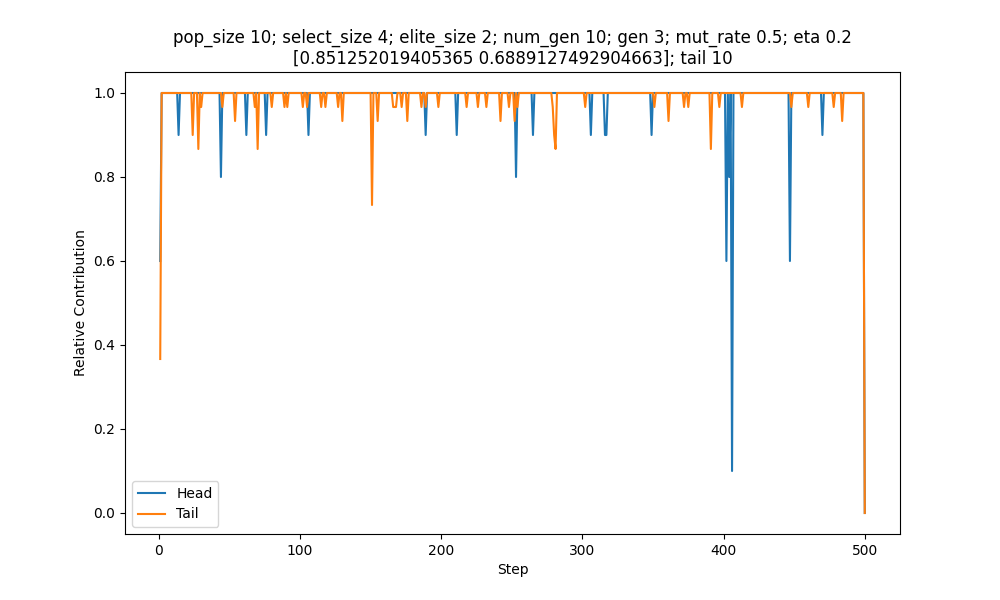 pop_size 10; select_size 4; elite_size 2; num_gen 10; gen 3; mut_rate 0.5; eta 0.2
[0.851252019405365 0.6889127492904663]; tail 10
1.0
0.8
0.6
0.4
0.2
0.0
Relative Contribution
Head
Tail
0
100
200
300
400
500
Step